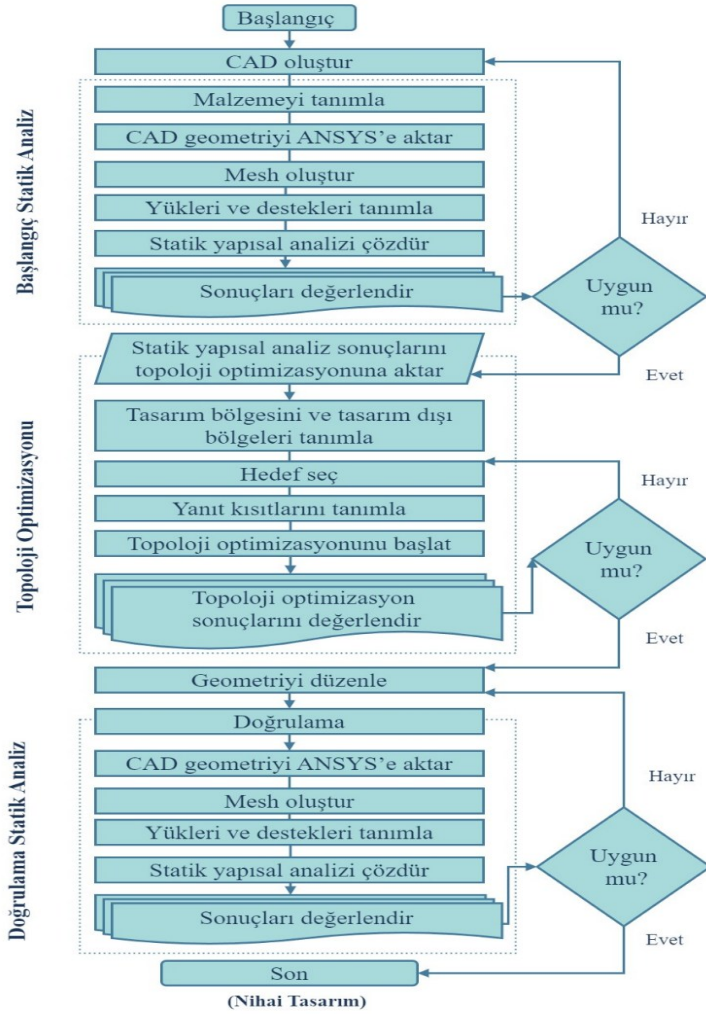 Başlangıç
CAD oluştur
Malzemeyi tanımla
CAD geometriyi ANSYS’e aktar
Mesh oluştur
Yükleri ve destekleri tanımla
Statik yapısal analizi çözdür
Sonuçları değerlendir
Başlangıç Statik Analiz
Hayır
Uygun
mu?
Evet
Statik yapısal analiz sonuçlarını
topoloji optimizasyonuna aktar
Tasarım bölgesini ve tasarım dışı
bölgeleri tanımla
Hedef seç
Yanıt kısıtlarını tanımla
Topoloji optimizasyonunu başlat
Topoloji optimizasyon
sonuçlarını değerlendir
Topoloji Optimizasyonu
Hayır
Uygun
mu?
Evet
Geometriyi düzenle
Doğrulama
CAD geometriyi ANSYS’e aktar
Mesh oluştur
Yükleri ve destekleri tanımla
Statik yapısal analizi çözdür
Sonuçları değerlendir
Doğrulama Statik Analiz
Hayır
Uygun
mu?
Evet
Son
(Nihai Tasarım)